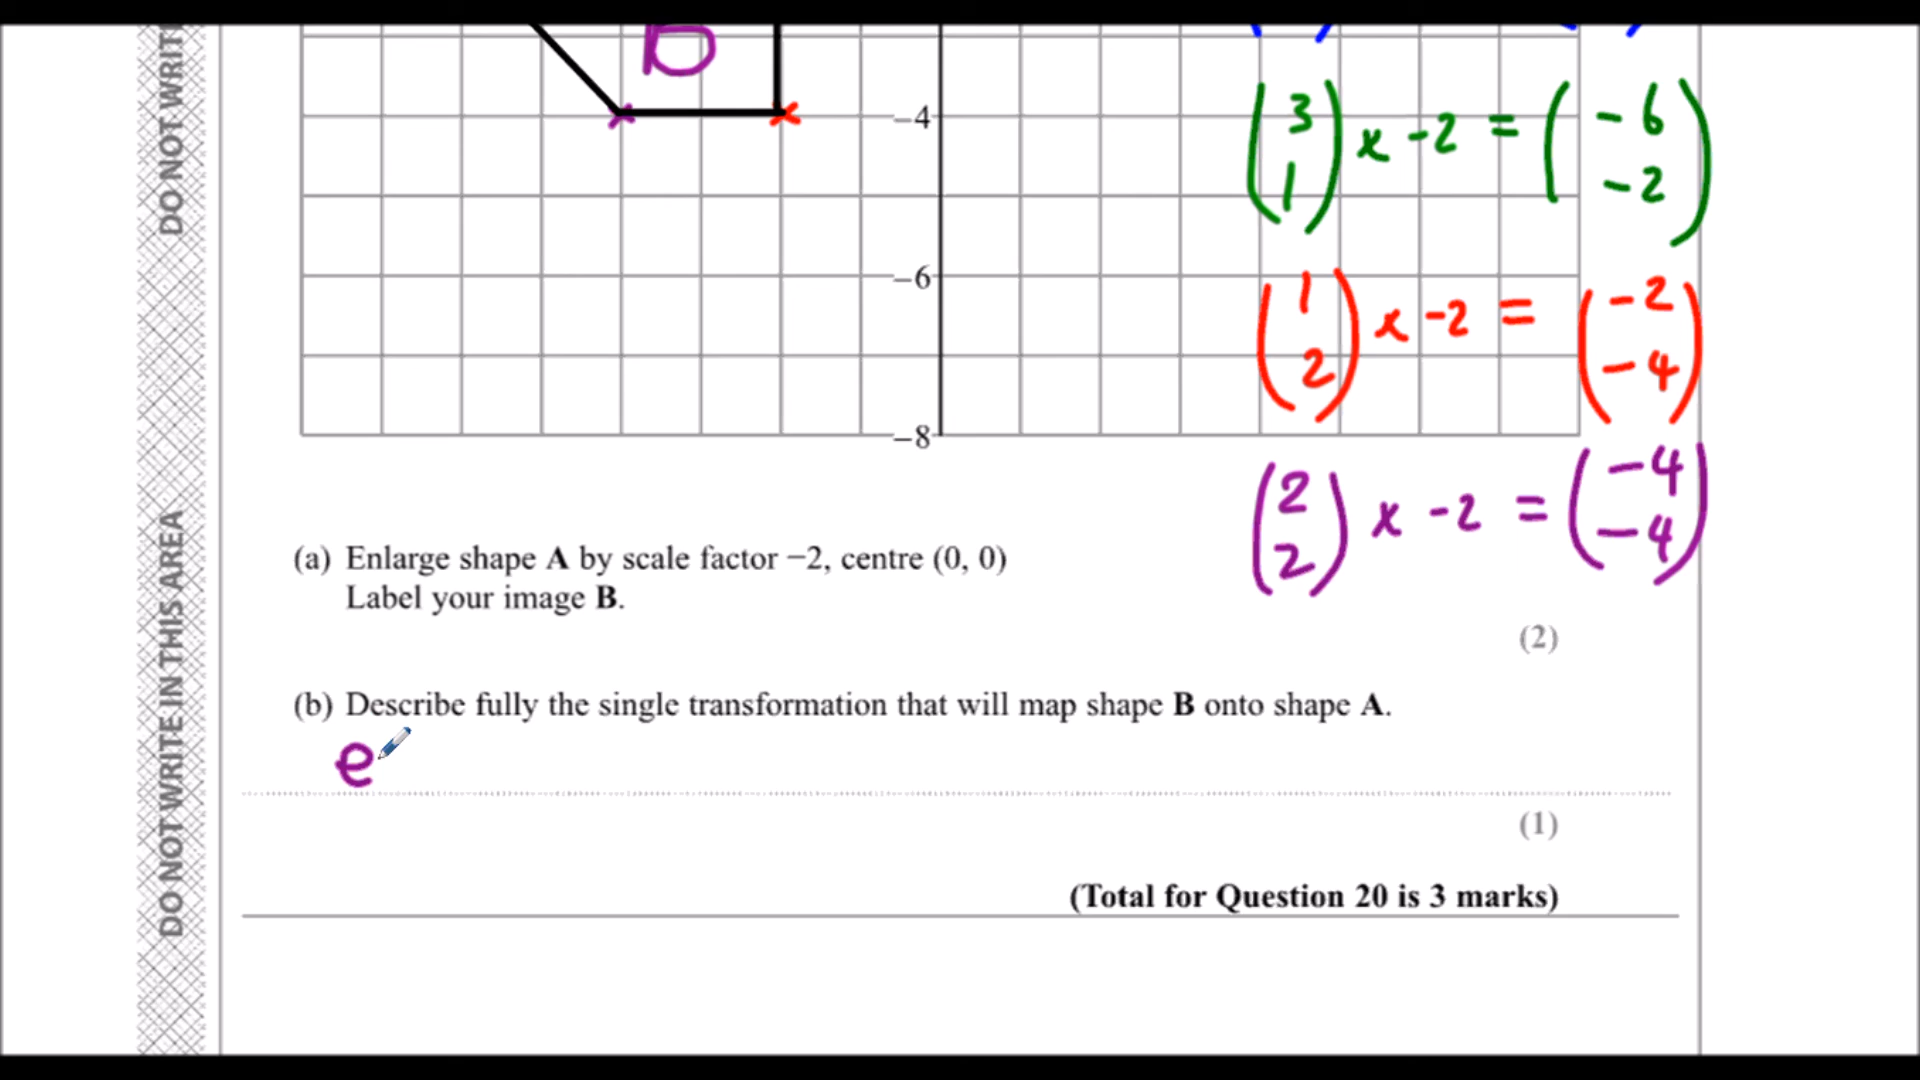 DO NOT WRIT
B
−4
−6
−8
(3 1) x -2 = (-6 -2)
(1 2) x -2 = (-2 -4)
(2 2) x -2 = (-4 -4)
(a) Enlarge shape A by scale factor −2, centre (0, 0)
Label your image B.
(2)
(b) Describe fully the single transformation that will map shape B onto shape A.
e
(1)
(Total for Question 20 is 3 marks)
DO NOT WRITE IN THIS AREA